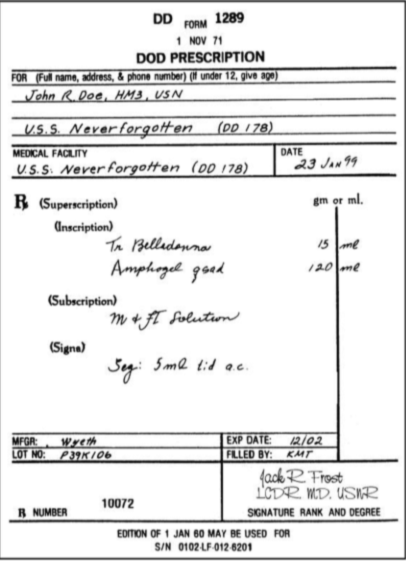 DD FORM 1289
1 NOV 71
DOD PRESCRIPTION
FOR (Full name, address, & phone number) (If under 12, give age)
John R. Doe, HM3, USN
U.S.S. Neverforgotten (DD 178)
MEDICAL FACILITY
U.S.S. Neverforgotten (DD 178)
DATE
23 JAN 99
℞ (Superscription)
gm or ml.
(Inscription)
Tr Belladonna 15 ml
Amphogel qsad 120 ml
(Subscription)
M & Ft Solution
(Signa)
Sig: 5ml tid a.c.
MFGR: Wyeth
EXP DATE: 12/02
LOT NO: P39K106
FILLED BY: KMT
Jack R Frost
LCDR M.D. USNR
10072
℞ NUMBER
SIGNATURE RANK AND DEGREE
EDITION OF 1 JAN 60 MAY BE USED FOR
S/N 0102-LF-012-6201